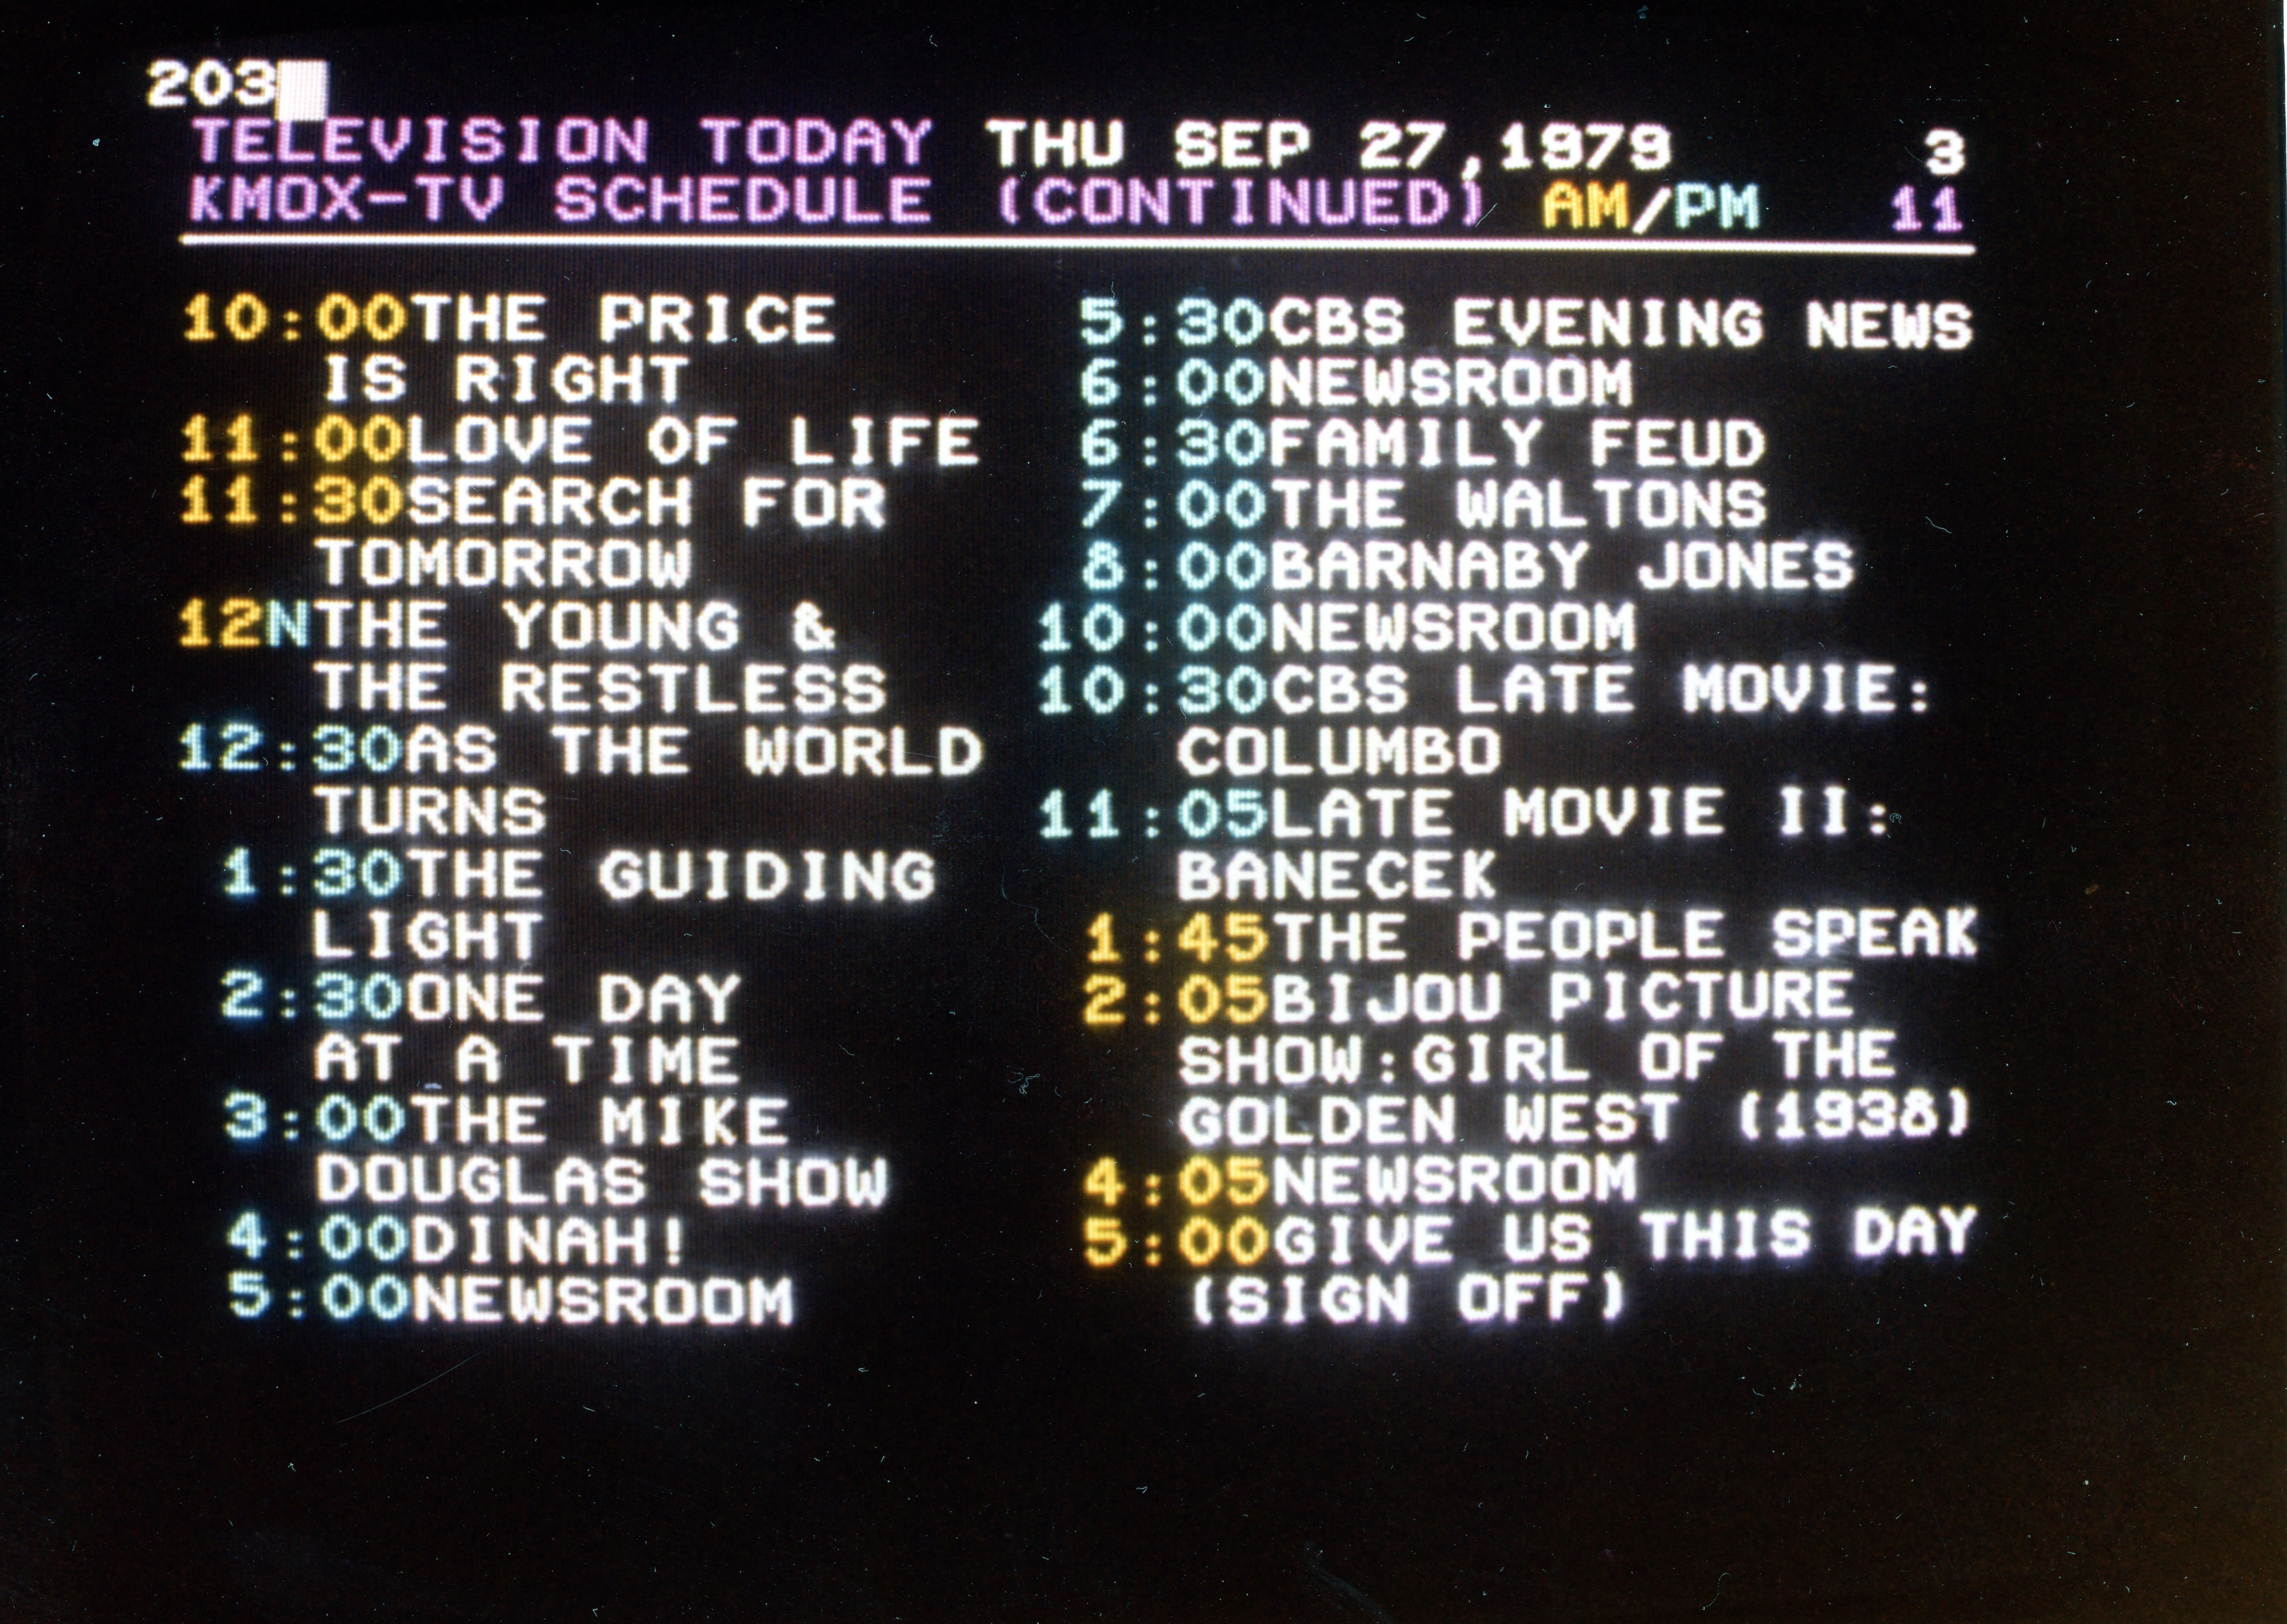 203
TELEVISION TODAY THU SEP 27,1979 3
KMOX-TV SCHEDULE (CONTINUED) AM/PM 11
10:00THE PRICE
IS RIGHT
11:00LOVE OF LIFE
11:30SEARCH FOR
TOMORROW
12NTHE YOUNG &
THE RESTLESS
12:30AS THE WORLD
TURNS
1:30THE GUIDING
LIGHT
2:30ONE DAY
AT A TIME
3:00THE MIKE
DOUGLAS SHOW
4:00DINAH!
5:00NEWSROOM
5:30CBS EVENING NEWS
6:00NEWSROOM
6:30FAMILY FEUD
7:00THE WALTONS
8:00BARNABY JONES
10:00NEWSROOM
10:30CBS LATE MOVIE:
COLUMBO
11:05LATE MOVIE II:
BANECEK
1:45THE PEOPLE SPEAK
2:05BIJOU PICTURE
SHOW:GIRL OF THE
GOLDEN WEST (1938)
4:05NEWSROOM
5:00GIVE US THIS DAY
(SIGN OFF)